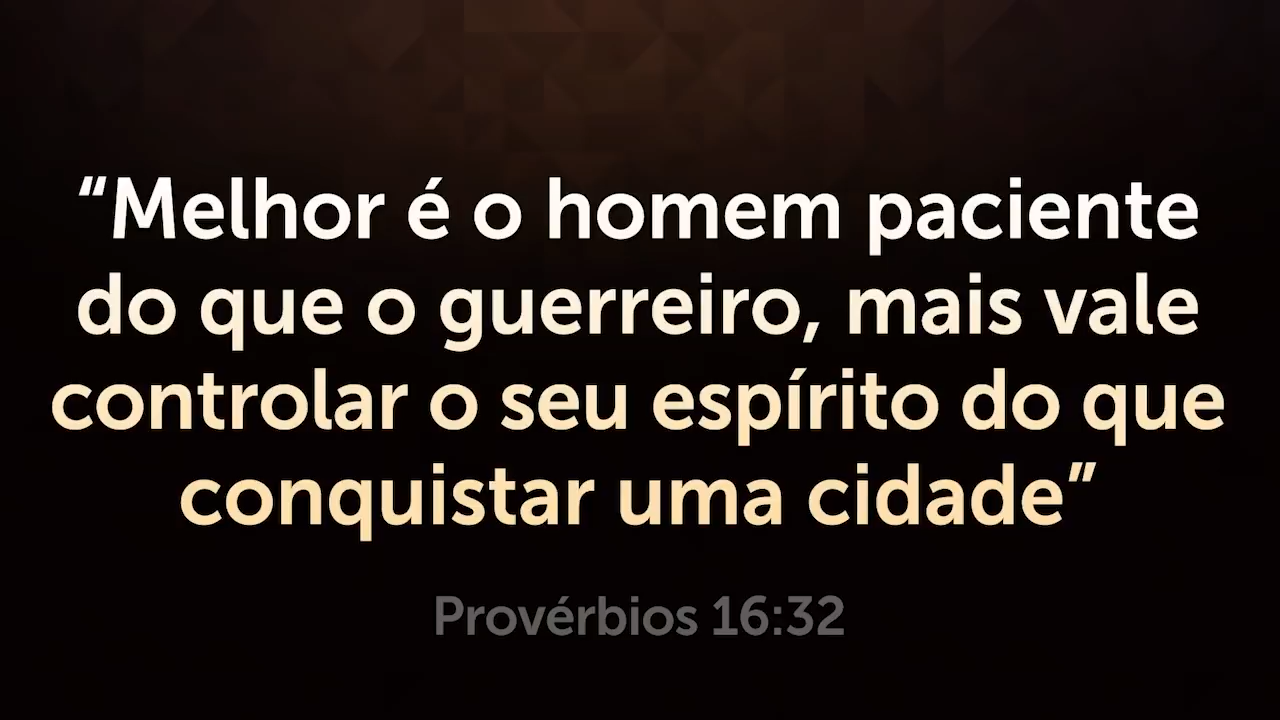 “Melhor é o homem paciente
do que o guerreiro, mais vale
controlar o seu espírito do que
conquistar uma cidade”
Provérbios 16:32